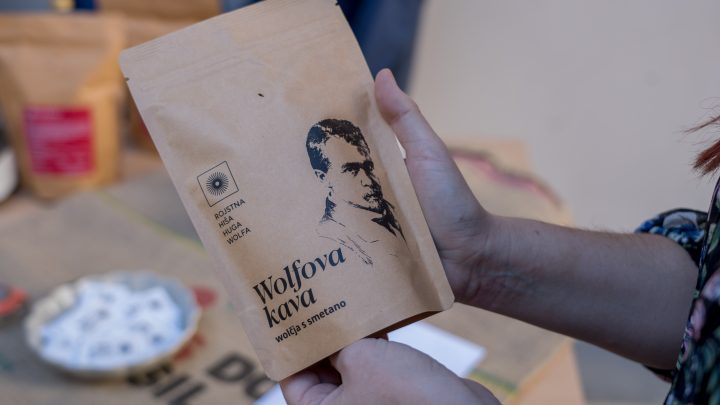 ROJSTNA
HIŠA
HUGA
WOLFA
Wolfova
kava
wolčja s smetano